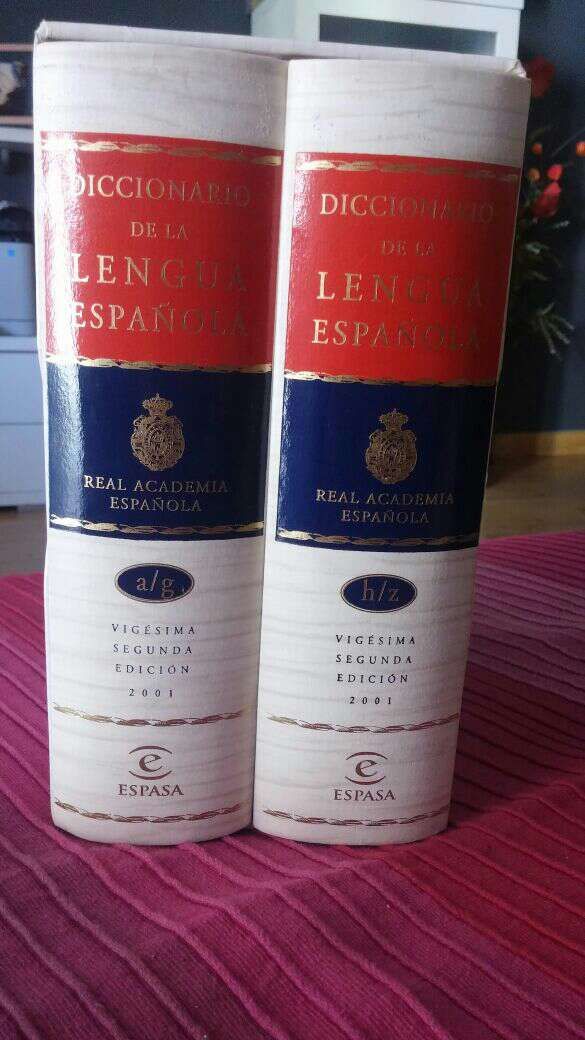 DICCIONARIO
DE LA
LENGUA
ESPAÑOLA
REAL ACADEMIA
ESPAÑOLA
a/g
VIGÉSIMA
SEGUNDA
EDICIÓN
2001
e
ESPASA
DICCIONARIO
DE LA
LENGUA
ESPAÑOLA
REAL ACADEMIA
ESPAÑOLA
h/z
VIGÉSIMA
SEGUNDA
EDICIÓN
2001
e
ESPASA